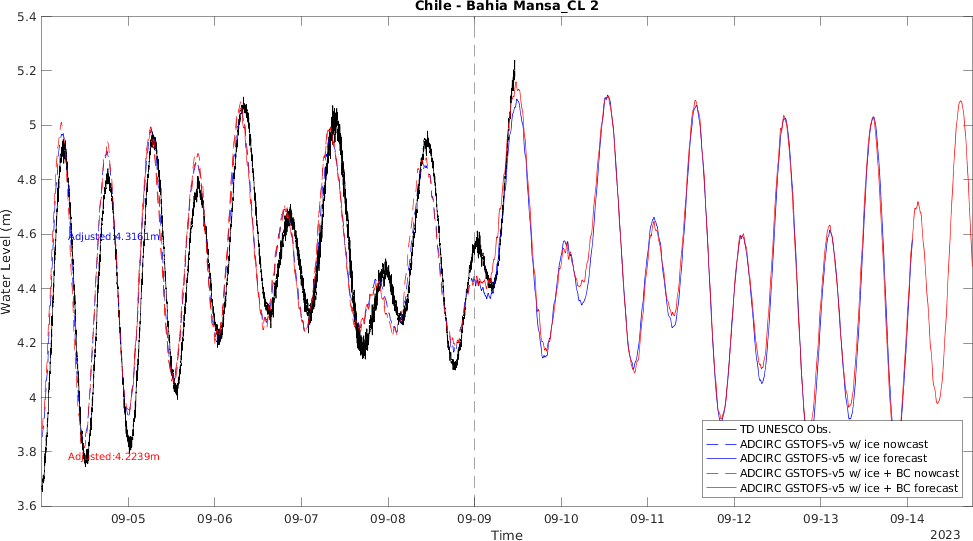 Chile - Bahia Mansa_CL 2
Water Level (m)
5.4
5.2
5
4.8
4.6
4.4
4.2
4
3.8
3.6
Adjusted:4.3161m
Adjusted:4.2239m
TD UNESCO Obs.
ADCIRC GSTOFS-v5 w/ ice nowcast
ADCIRC GSTOFS-v5 w/ ice forecast
ADCIRC GSTOFS-v5 w/ ice + BC nowcast
ADCIRC GSTOFS-v5 w/ ice + BC forecast
09-05 09-06 09-07 09-08 09-09 09-10 09-11 09-12 09-13 09-14
Time
2023